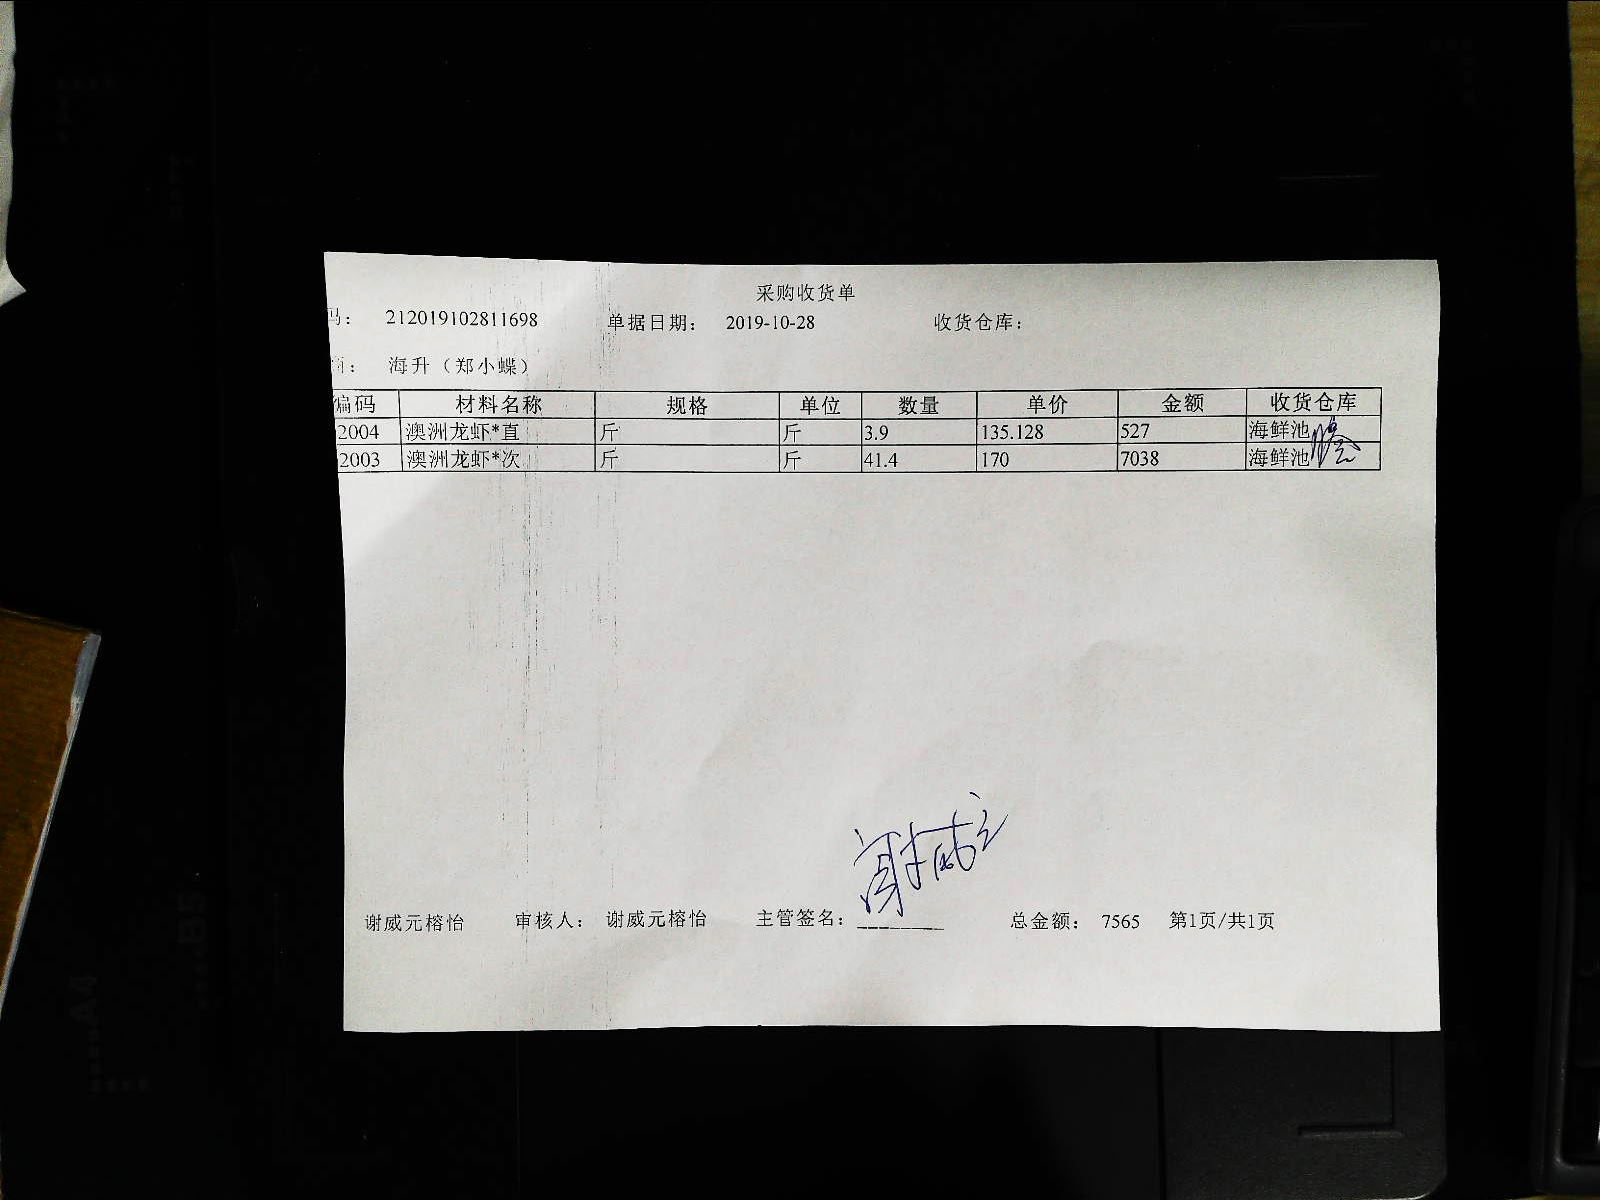 采购收货单
码： 212019102811698 单据日期： 2019-10-28 收货仓库：
海升（郑小蝶）
编码 材料名称 规格 单位 数量 单价 金额 收货仓库
2004 澳洲龙虾*直 斤 斤 3.9 135.128 527 海鲜池
2003 澳洲龙虾*次 斤 斤 41.4 170 7038 海鲜池
谢威元榕怡 审核人： 谢威元榕怡 主管签名： 总金额： 7565 第1页/共1页